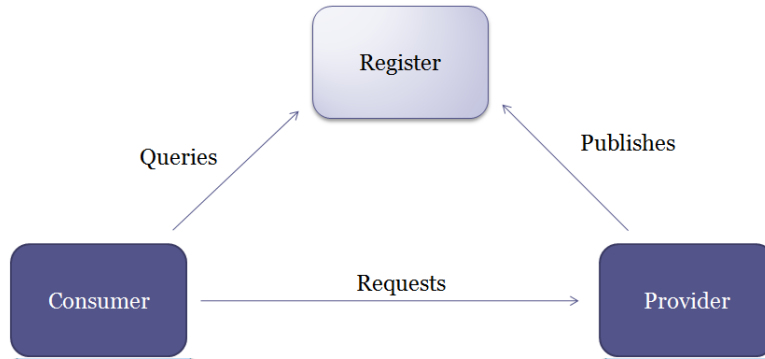 Register
Queries
Publishes
Requests
Consumer
Provider